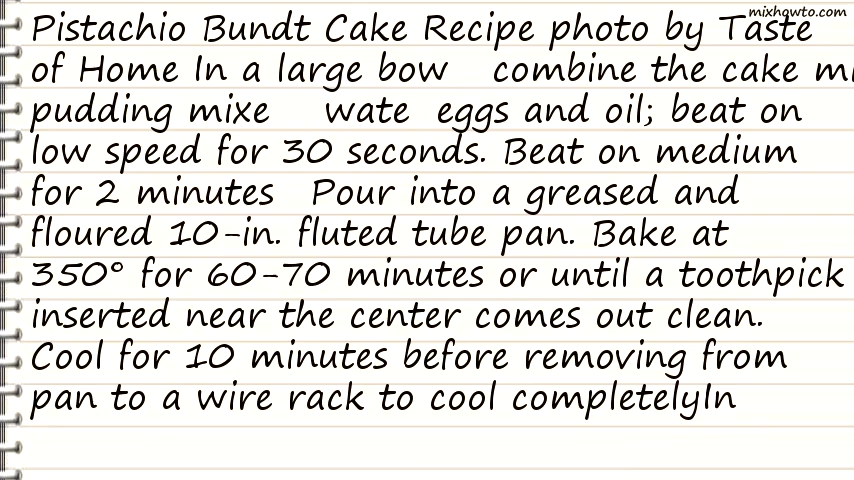 mixhowto.com
Pistachio Bundt Cake Recipe photo by Taste
of Home In a large bow combine the cake mi
pudding mixe wate eggs and oil; beat on
low speed for 30 seconds. Beat on medium
for 2 minutes Pour into a greased and
floured 10-in. fluted tube pan. Bake at
350° for 60-70 minutes or until a toothpick
inserted near the center comes out clean.
Cool for 10 minutes before removing from
pan to a wire rack to cool completelyIn